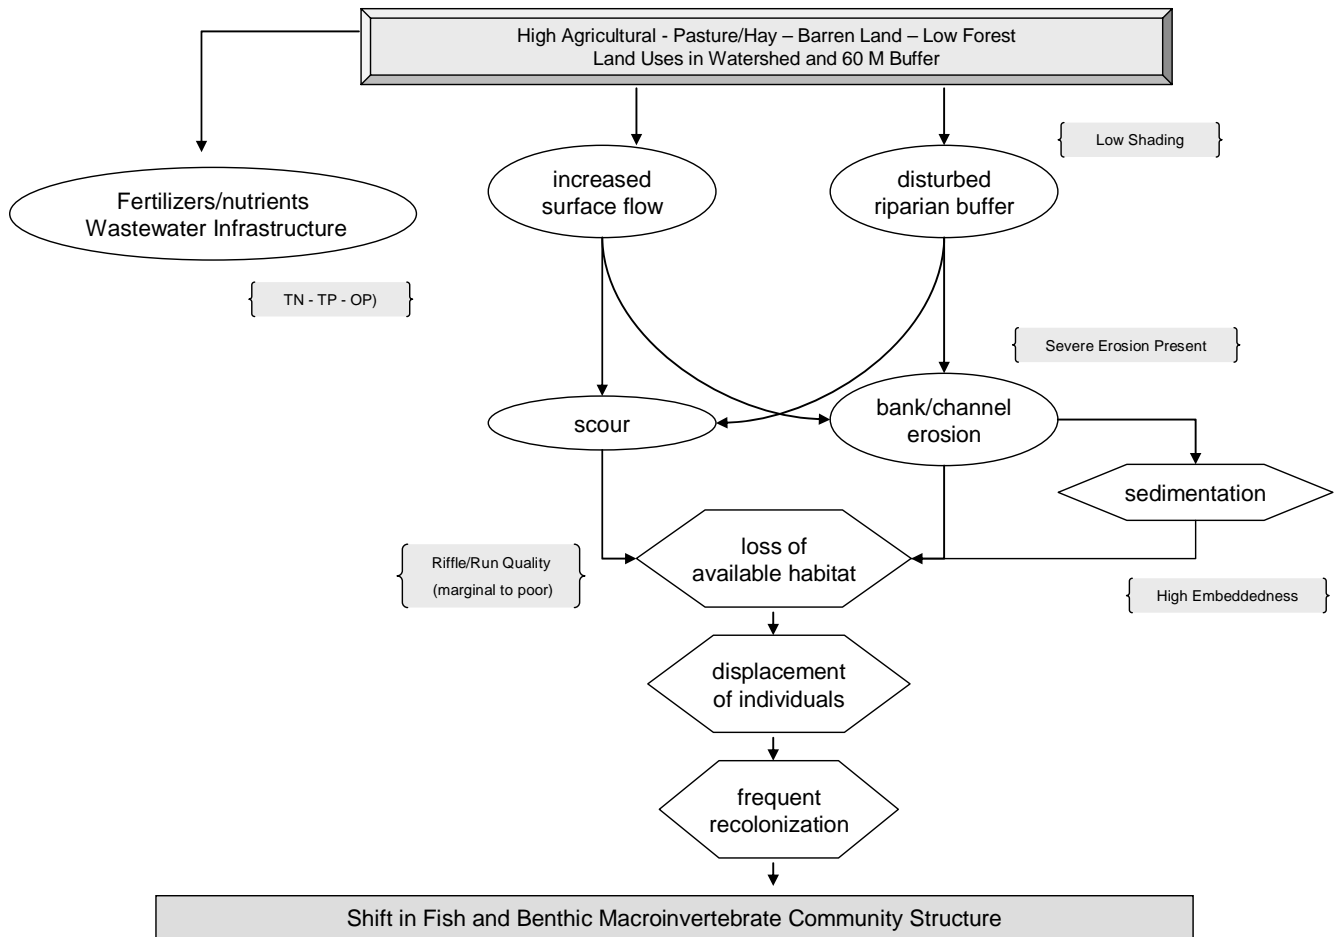 High Agricultural - Pasture/Hay – Barren Land – Low Forest
Land Uses in Watershed and 60 M Buffer
Low Shading
Fertilizers/nutrients
Wastewater Infrastructure
increased
surface flow
disturbed
riparian buffer
TN - TP - OP)
Severe Erosion Present
scour
bank/channel
erosion
sedimentation
loss of
available habitat
Riffle/Run Quality
(marginal to poor)
High Embeddedness
displacement
of individuals
frequent
recolonization
Shift in Fish and Benthic Macroinvertebrate Community Structure